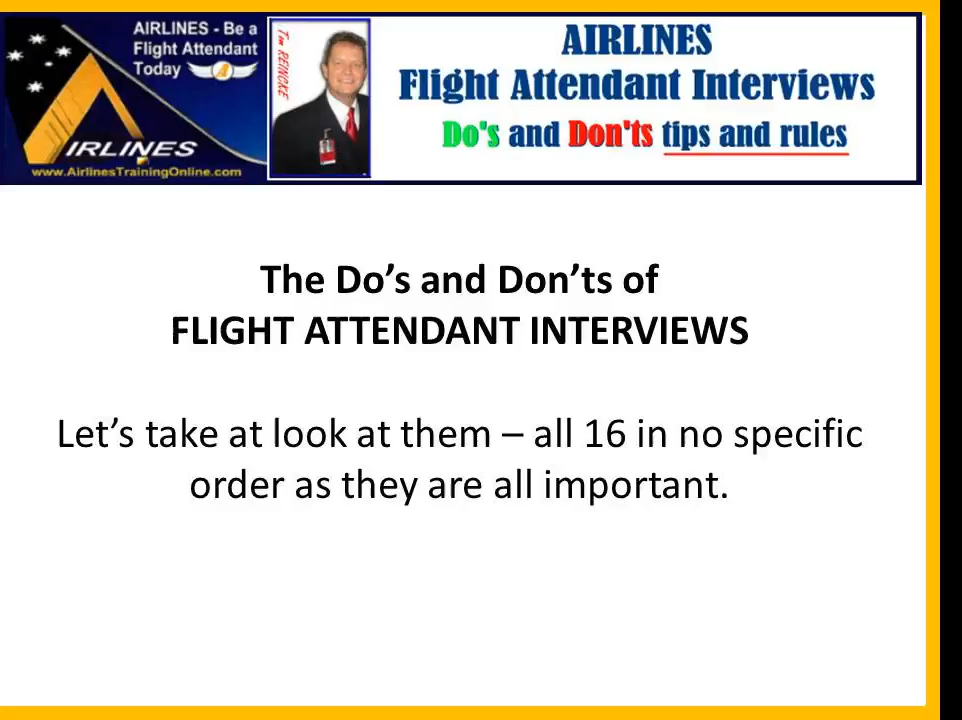 AIRLINES - Be a
Flight Attendant
Today
IRLINES
www.AirlinesTrainingOnline.com
Tom REINCKE
AIRLINES
Flight Attendant Interviews
Do's and Don'ts tips and rules
The Do’s and Don’ts of
FLIGHT ATTENDANT INTERVIEWS
Let’s take at look at them – all 16 in no specific
order as they are all important.